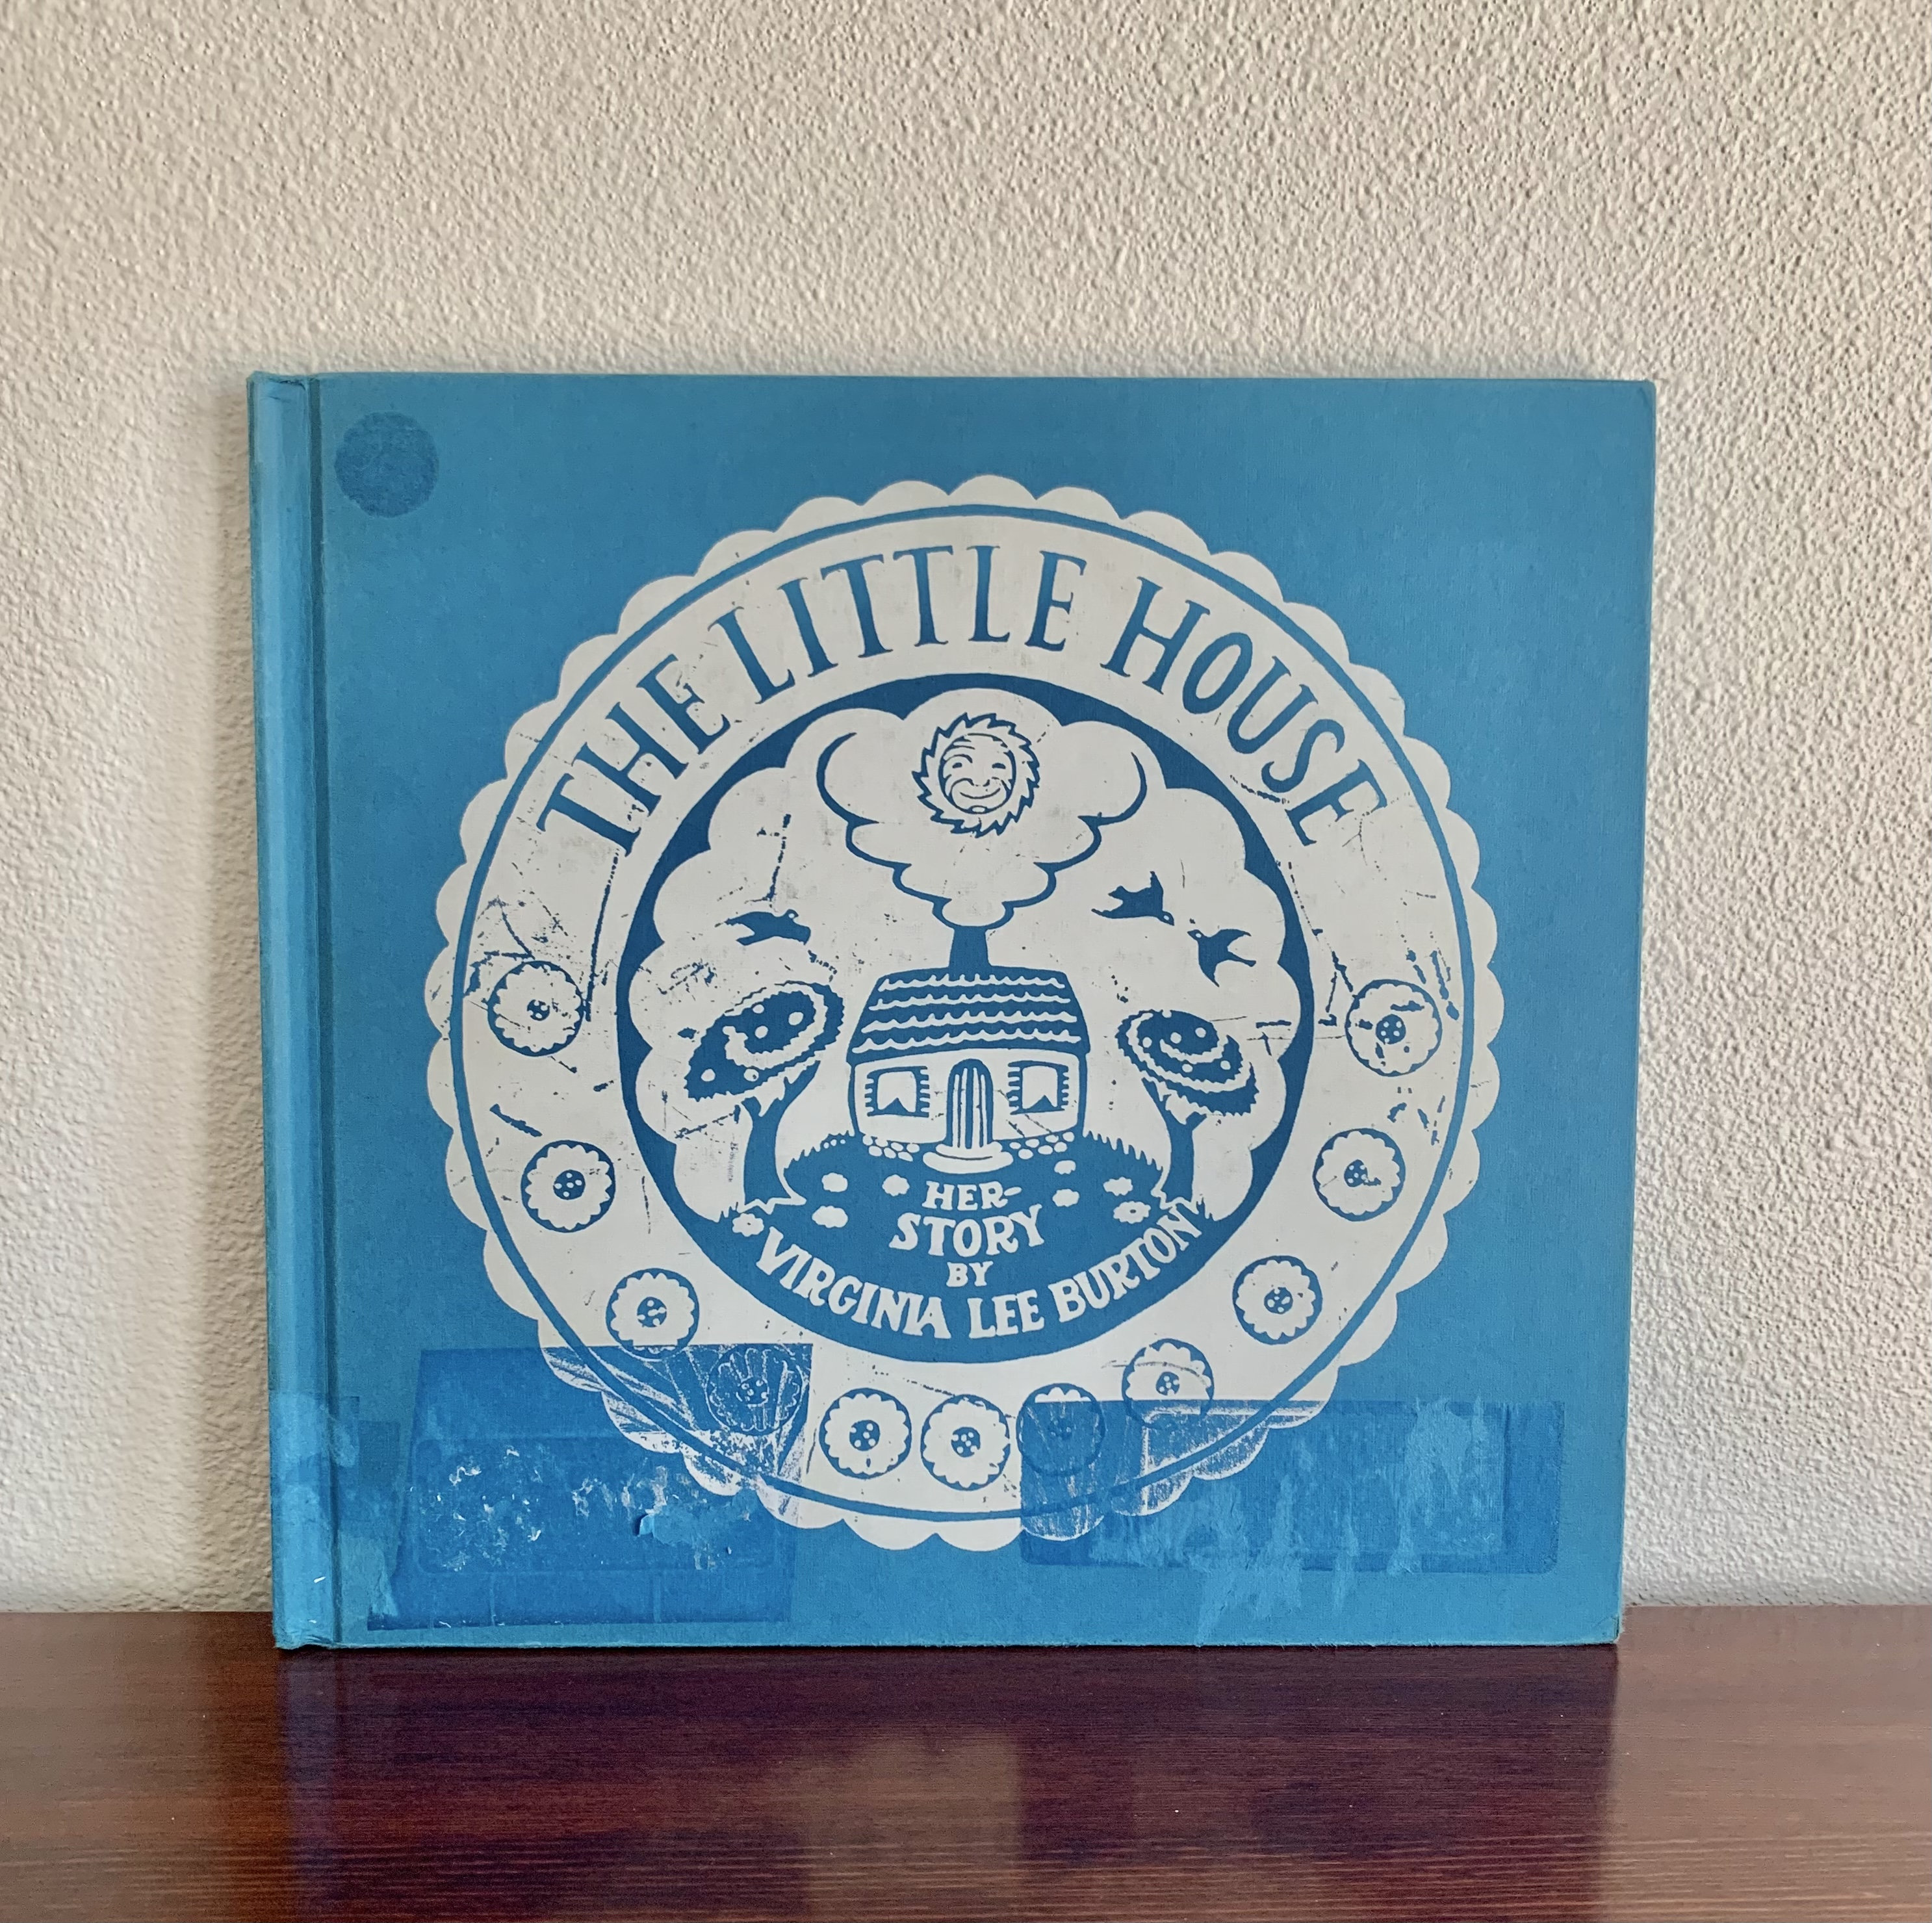 THE LITTLE HOUSE
HER-
STORY
BY
VIRGINIA LEE BURTON